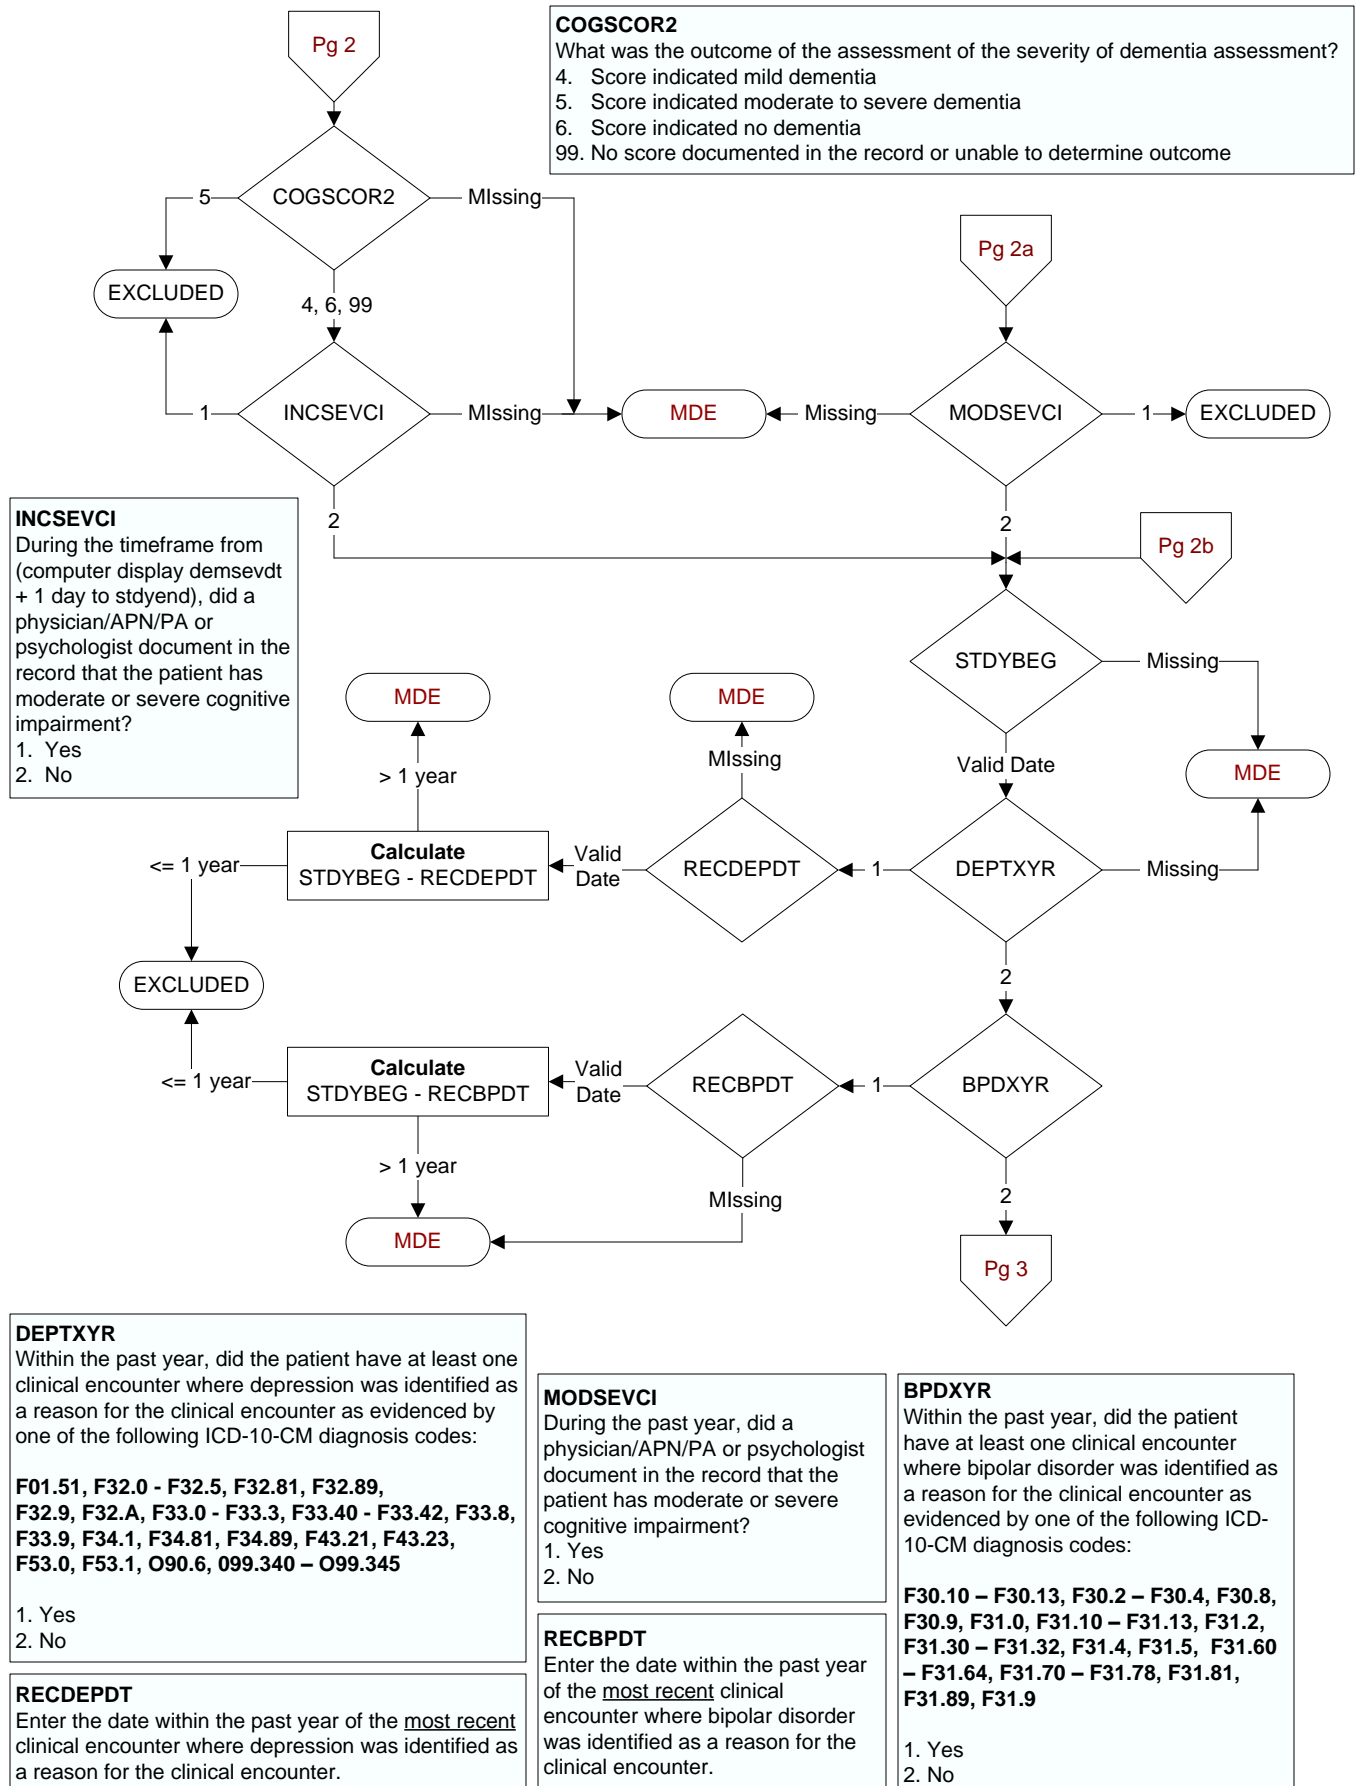 Pg 2
COGSCOR2
What was the outcome of the assessment of the severity of dementia assessment?
4. Score indicated mild dementia
5. Score indicated moderate to severe dementia
6. Score indicated no dementia
99. No score documented in the record or unable to determine outcome
5
COGSCOR2
MIssing
Pg 2a
EXCLUDED
4, 6, 99
1
INCSEVCI
MIssing
MDE
Missing
MODSEVCI
1
EXCLUDED
2
2
Pg 2b
INCSEVCI
During the timeframe from
(computer display demsevdt
+ 1 day to stdyend), did a
physician/APN/PA or
psychologist document in the
record that the patient has
moderate or severe cognitive
impairment?
1. Yes
2. No
STDYBEG
Missing
MDE
MDE
MIssing
Valid Date
MDE
> 1 year
<= 1 year
Calculate
STDYBEG - RECDEPDT
Valid
Date
RECDEPDT
1
DEPTXYR
Missing
EXCLUDED
2
<= 1 year
Calculate
STDYBEG - RECBPDT
Valid
Date
RECBPDT
1
BPDXYR
> 1 year
MIssing
2
MDE
Pg 3
DEPTXYR
Within the past year, did the patient have at least one
clinical encounter where depression was identified as
a reason for the clinical encounter as evidenced by
one of the following ICD-10-CM diagnosis codes:
F01.51, F32.0 - F32.5, F32.81, F32.89,
F32.9, F32.A, F33.0 - F33.3, F33.40 - F33.42, F33.8,
F33.9, F34.1, F34.81, F34.89, F43.21, F43.23,
F53.0, F53.1, O90.6, 099.340 – O99.345
1. Yes
2. No
RECDEPDT
Enter the date within the past year of the most recent
clinical encounter where depression was identified as
a reason for the clinical encounter.
MODSEVCI
During the past year, did a
physician/APN/PA or psychologist
document in the record that the
patient has moderate or severe
cognitive impairment?
1. Yes
2. No
RECBPDT
Enter the date within the past year
of the most recent clinical
encounter where bipolar disorder
was identified as a reason for the
clinical encounter.
BPDXYR
Within the past year, did the patient
have at least one clinical encounter
where bipolar disorder was identified as
a reason for the clinical encounter as
evidenced by one of the following ICD-
10-CM diagnosis codes:
F30.10 – F30.13, F30.2 – F30.4, F30.8,
F30.9, F31.0, F31.10 – F31.13, F31.2,
F31.30 – F31.32, F31.4, F31.5, F31.60
– F31.64, F31.70 – F31.78, F31.81,
F31.89, F31.9
1. Yes
2. No